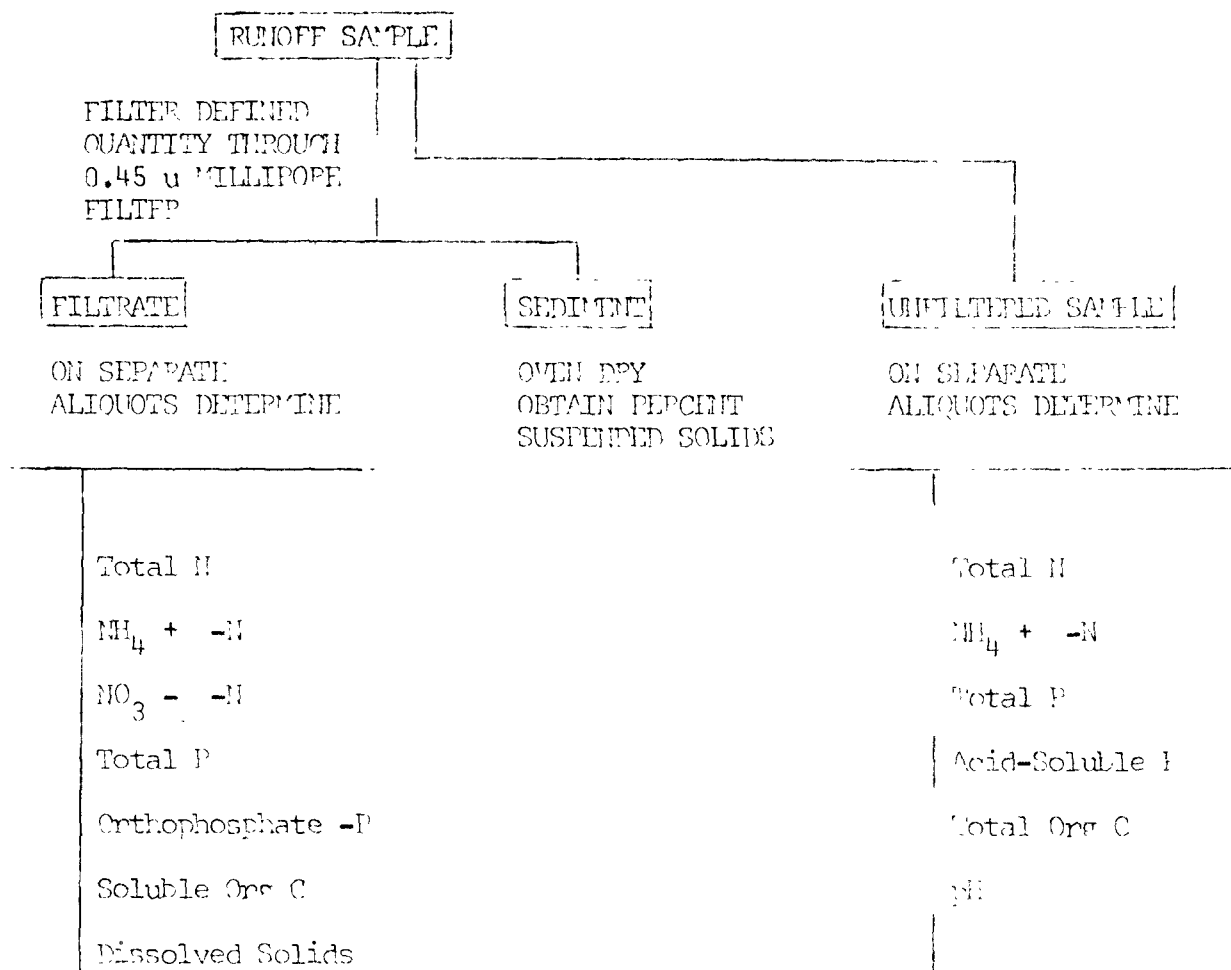 RUNOFF SAMPLE
FILTER DEFINED
QUANTITY THROUGH
0.45 u MILLIPORE
FILTER
FILTRATE
SEDIMENT
UNFILTERED SAMPLE
ON SEPARATE
ALIQUOTS DETERMINE
OVEN DRY
OBTAIN PERCENT
SUSPENDED SOLIDS
ON SEPARATE
ALIQUOTS DETERMINE
Total N
NH4 + -N
NO3 - -N
Total P
Orthophosphate -P
Soluble Org C
Dissolved Solids
Total N
NH4 + -N
Total P
Acid-Soluble P
Total Org C
pH